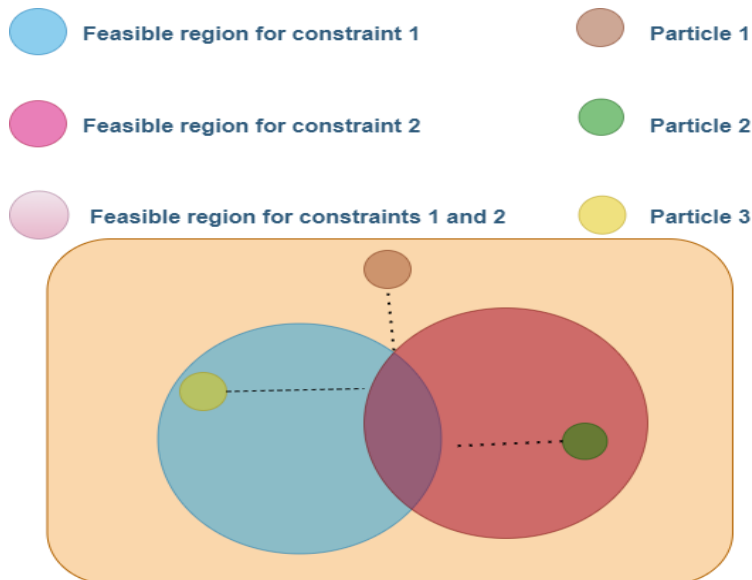 Feasible region for constraint 1
Particle 1
Feasible region for constraint 2
Particle 2
Feasible region for constraints 1 and 2
Particle 3